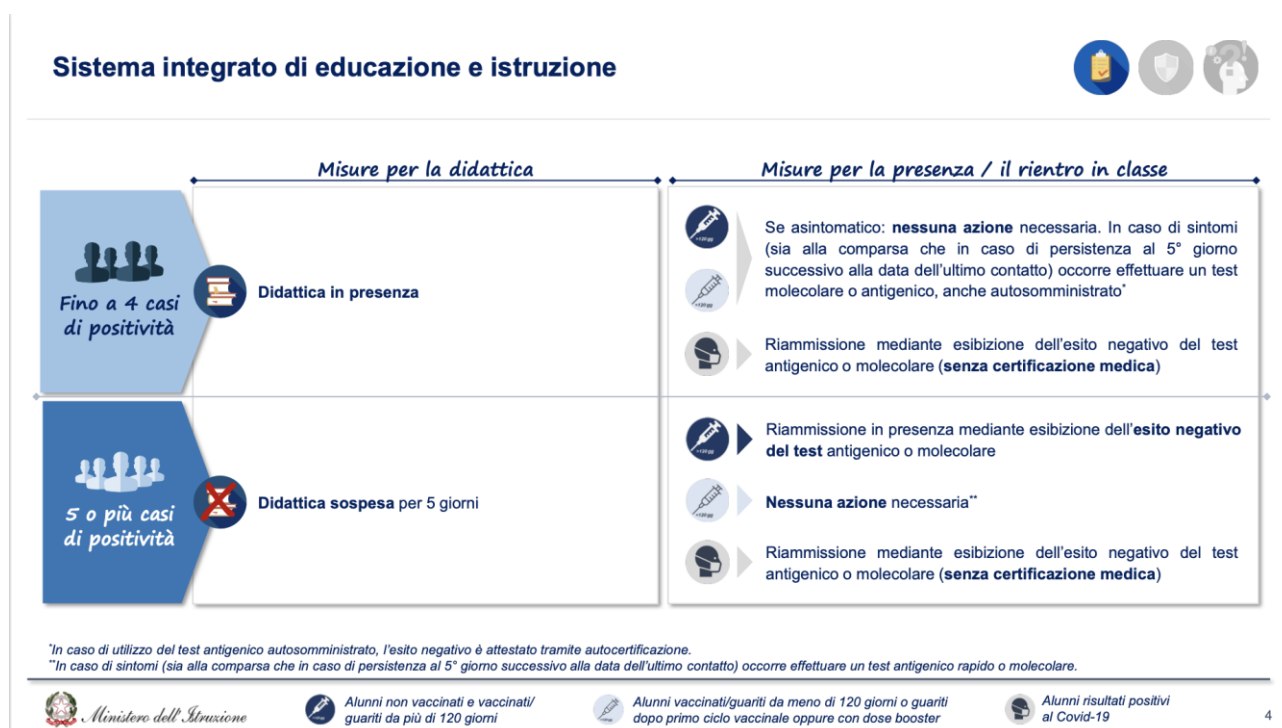 Sistema integrato di educazione e istruzione
Misure per la didattica
Misure per la presenza / il rientro in classe
Fino a 4 casi
di positività
Didattica in presenza
Se asintomatico: nessuna azione necessaria. In caso di sintomi
(sia alla comparsa che in caso di persistenza al 5° giorno
successivo alla data dell'ultimo contatto) occorre effettuare un test
molecolare o antigenico, anche autosomministrato*
Riammissione mediante esibizione dell'esito negativo del test
antigenico o molecolare (senza certificazione medica)
5 o più casi
di positività
Didattica sospesa per 5 giorni
Riammissione in presenza mediante esibizione dell'esito negativo
del test antigenico o molecolare
Nessuna azione necessaria**
Riammissione mediante esibizione dell'esito negativo del test
antigenico o molecolare (senza certificazione medica)
*In caso di utilizzo del test antigenico autosomministrato, l'esito negativo è attestato tramite autocertificazione.
**In caso di sintomi (sia alla comparsa che in caso di persistenza al 5° giorno successivo alla data dell'ultimo contatto) occorre effettuare un test antigenico rapido o molecolare.
Ministero dell'Istruzione
Alunni non vaccinati e vaccinati/
guariti da più di 120 giorni
Alunni vaccinati/guariti da meno di 120 giorni o guariti
dopo primo ciclo vaccinale oppure con dose booster
Alunni risultati positivi
al Covid-19
4